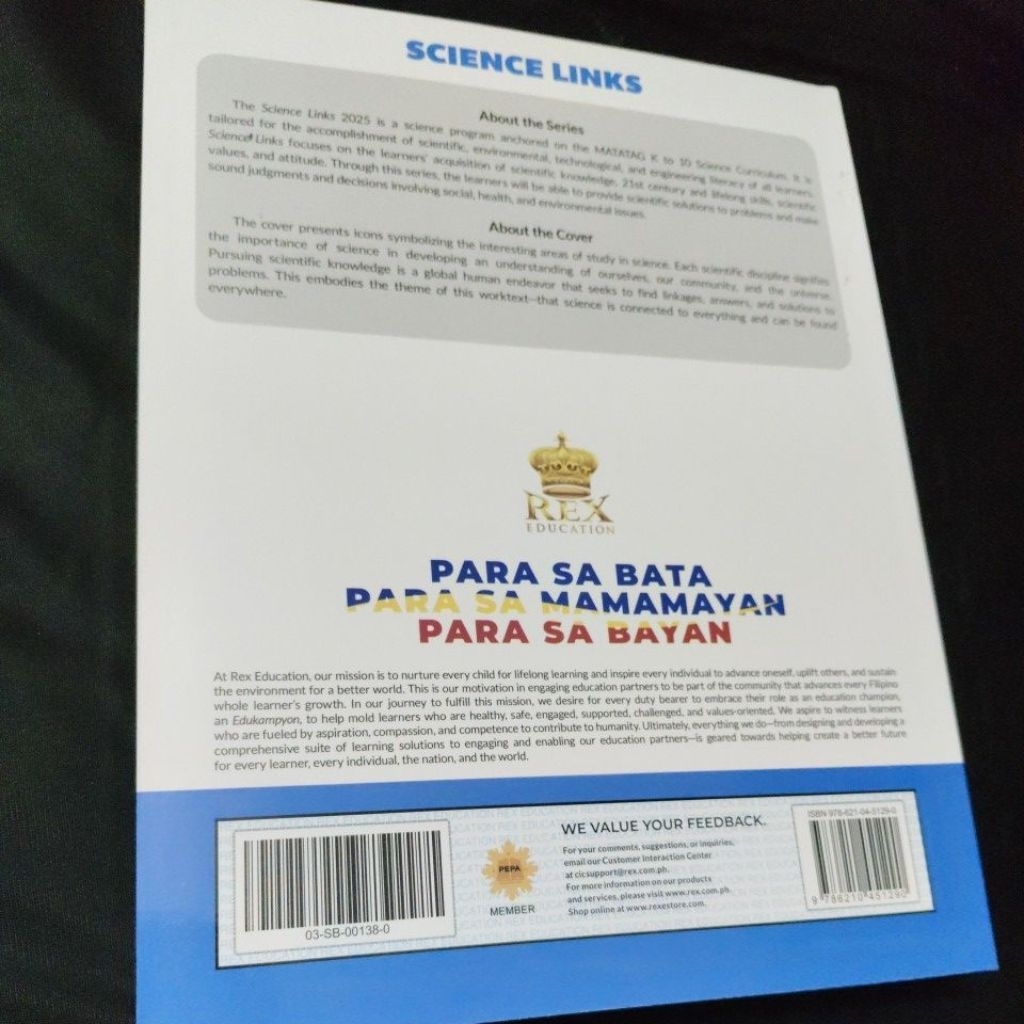 SCIENCE LINKS
About the Series
The Science Links 2025 is a science program anchored on the MATATAG K to 10 Science Curriculum. It is
tailored for the accomplishment of scientific, environmental, technological, and engineering literacy of all learners.
Science Links focuses on the learners' acquisition of scientific knowledge, 21st century and lifelong skills, scientific
values, and attitude. Through this series, the learners will be able to provide scientific solutions to problems and make
sound judgments and decisions involving social, health, and environmental issues.
About the Cover
The cover presents icons symbolizing the interesting areas of study in science. Each scientific discipline signifies
the importance of science in developing an understanding of ourselves, our community, and the universe.
Pursuing scientific knowledge is a global human endeavor that seeks to find linkages, answers, and solutions to
problems. This embodies the theme of this worktext—that science is connected to everything and can be found
everywhere.
REX
EDUCATION
PARA SA BATA
PARA SA MAMAMAYAN
PARA SA BAYAN
At Rex Education, our mission is to nurture every child for lifelong learning and inspire every individual to advance oneself, uplift others, and sustain
the environment for a better world. This is our motivation in engaging education partners to be part of the community that advances every Filipino
whole learner's growth. In our journey to fulfill this mission, we desire for every duty bearer to embrace their role as an education champion,
an Edukampyon, to help mold learners who are healthy, safe, engaged, supported, challenged, and values-oriented. We aspire to witness learners
who are fueled by aspiration, compassion, and competence to contribute to humanity. Ultimately, everything we do—from designing and developing a
comprehensive suite of learning solutions to engaging and enabling our education partners—is geared towards helping create a better future
for every learner, every individual, the nation, and the world.
03-SB-00138-0
PEPA
MEMBER
WE VALUE YOUR FEEDBACK.
For your comments, suggestions, or inquiries,
email our Customer Interaction Center
at cicsupport@rex.com.ph.
For more information on our products
and services, please visit www.rex.com.ph.
Shop online at www.rexestore.com.
ISBN 978-621-04-5129-0
9 786210 451290